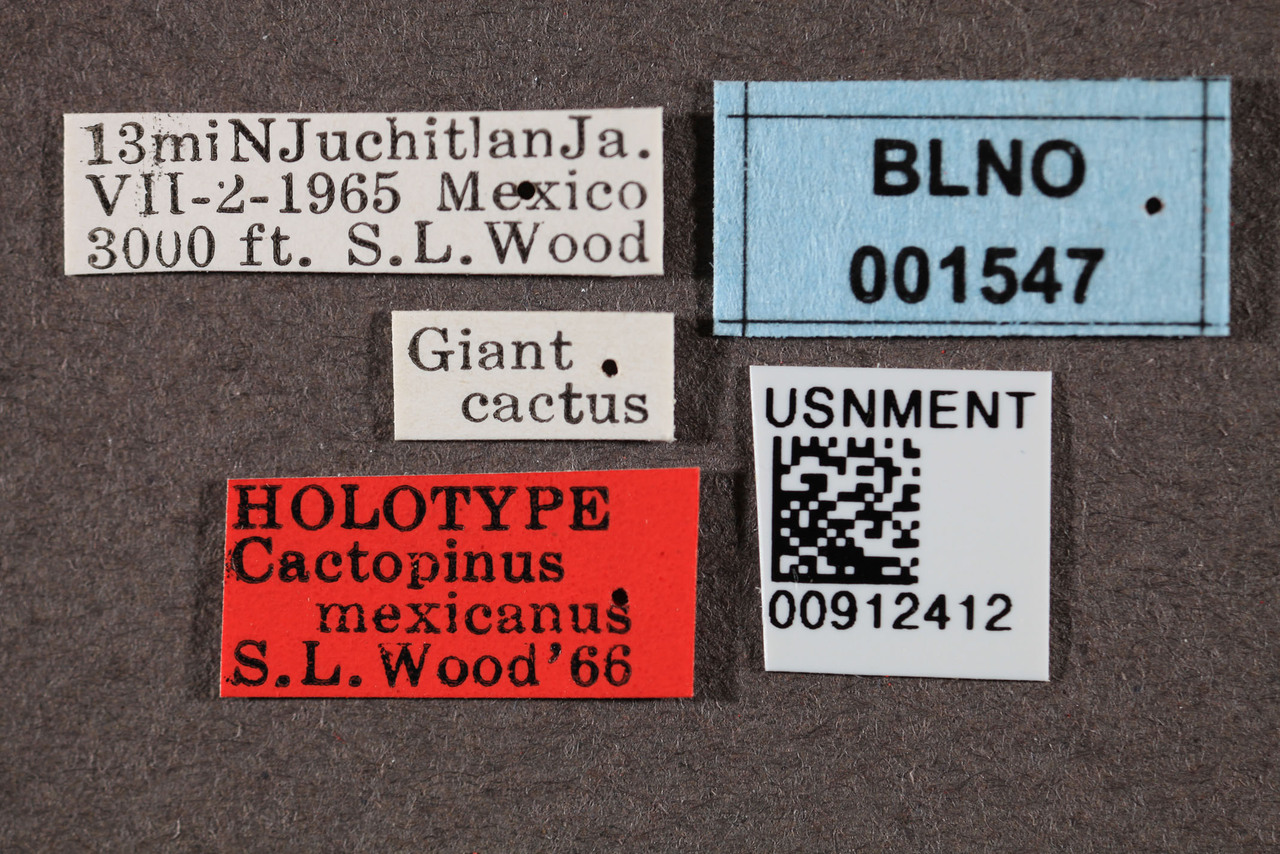 13miNJuchitlanJa.
VII-2-1965 Mexico
3000 ft. S.L.Wood
BLNO
001547
Giant
cactus
USNMENT
00912412
HOLOTYPE
Cactopinus
mexicanus
S.L.Wood'66